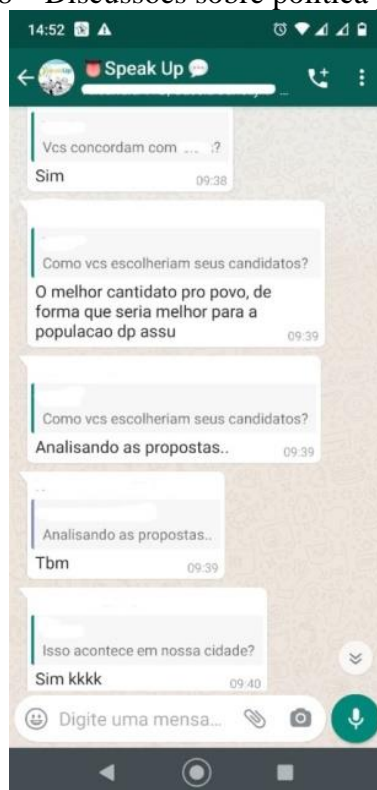 Discussões sobre política
14:52
Speak Up
Vcs concordam com ... :?
Sim
09:38
Como vcs escolheriam seus candidatos?
O melhor cantidato pro povo, de
forma que seria melhor para a
populacao dp assu
09:39
Como vcs escolheriam seus candidatos?
Analisando as propostas..
09:39
Analisando as propostas..
Tbm
09:39
Isso acontece em nossa cidade?
Sim kkkk
09:40
Digite uma mensa...